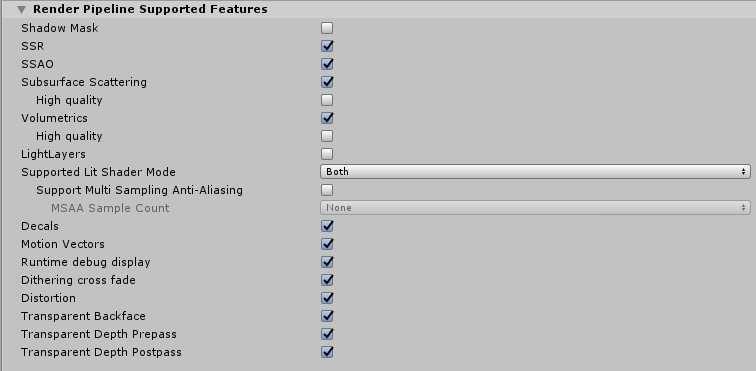 Render Pipeline Supported Features
Shadow Mask
SSR
SSAO
Subsurface Scattering
High quality
Volumetrics
High quality
LightLayers
Supported Lit Shader Mode Both
Support Multi Sampling Anti-Aliasing
MSAA Sample Count None
Decals
Motion Vectors
Runtime debug display
Dithering cross fade
Distortion
Transparent Backface
Transparent Depth Prepass
Transparent Depth Postpass